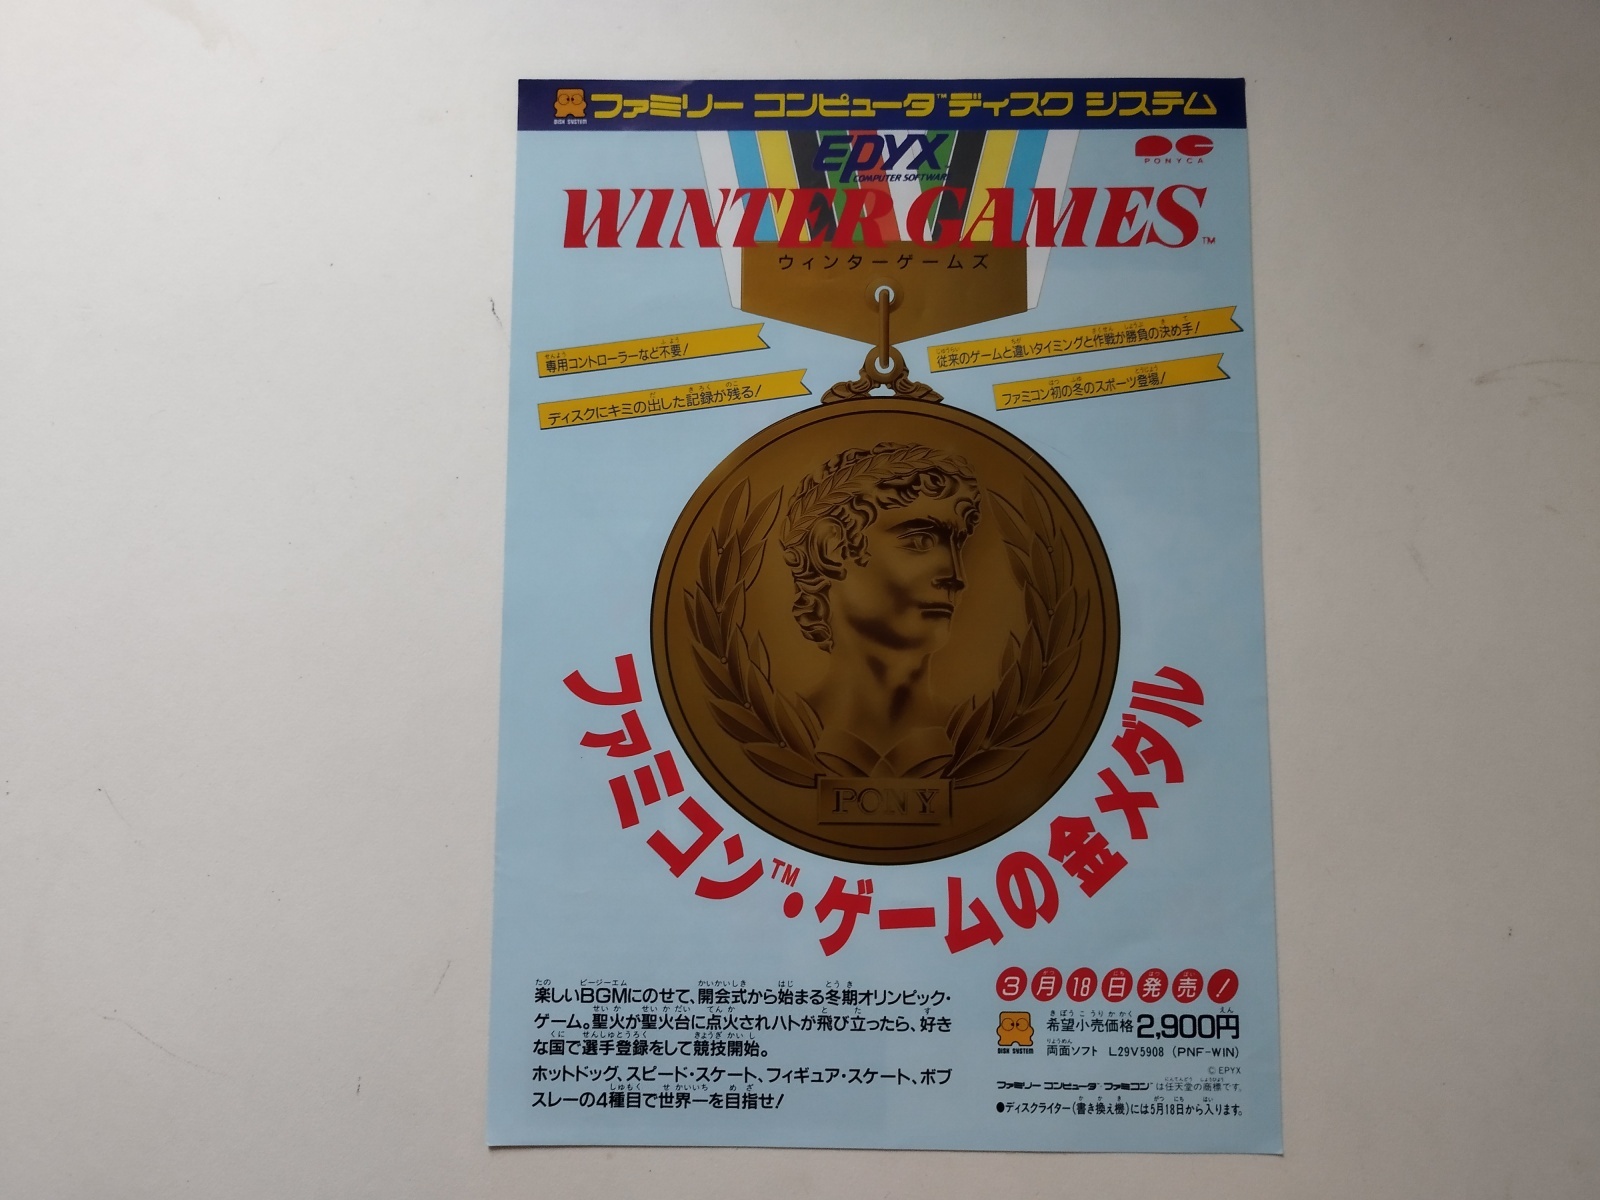 ファミリー コンピュータ™ ディスク システム
DISK SYSTEM
EPYX
COMPUTER SOFTWARE
PONYCA
WINTER GAMES™
ウィンターゲームズ
専用コントローラーなど不要!
従来のゲームと違いタイミングと作戦が勝負の決め手!
ディスクにキミの出した記録が残る!
ファミコン初の冬のスポーツ登場!
PONY
ファミコン™・ゲームの金メダル
楽しいBGMにのせて、開会式から始まる冬期オリンピック・
ゲーム。聖火が聖火台に点火されハトが飛び立ったら、好き
な国で選手登録をして競技開始。
ホットドッグ、スピード・スケート、フィギュア・スケート、ボブ
スレーの4種目で世界一を目指せ!
3月18日発売!
DISK SYSTEM
希望小売価格2,900円
両面ソフト L29V5908 (PNF-WIN)
© EPYX
ファミリーコンピュータ・ファミコンは任天堂の商標です。
●ディスクライター(書き換え機)には5月18日から入ります。